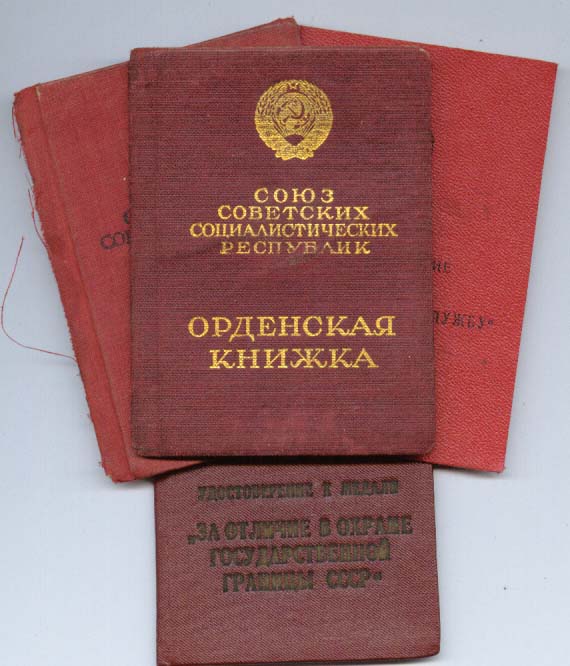 СОЮЗ
СОВЕТСКИХ
СОЦИАЛИСТИЧЕСКИХ
РЕСПУБЛИК
ОРДЕНСКАЯ
КНИЖКА
УДОСТОВЕРЕНИЕ К МЕДАЛИ
„ЗА ОТЛИЧИЕ В ОХРАНЕ
ГОСУДАРСТВЕННОЙ
ГРАНИЦЫ СССР“